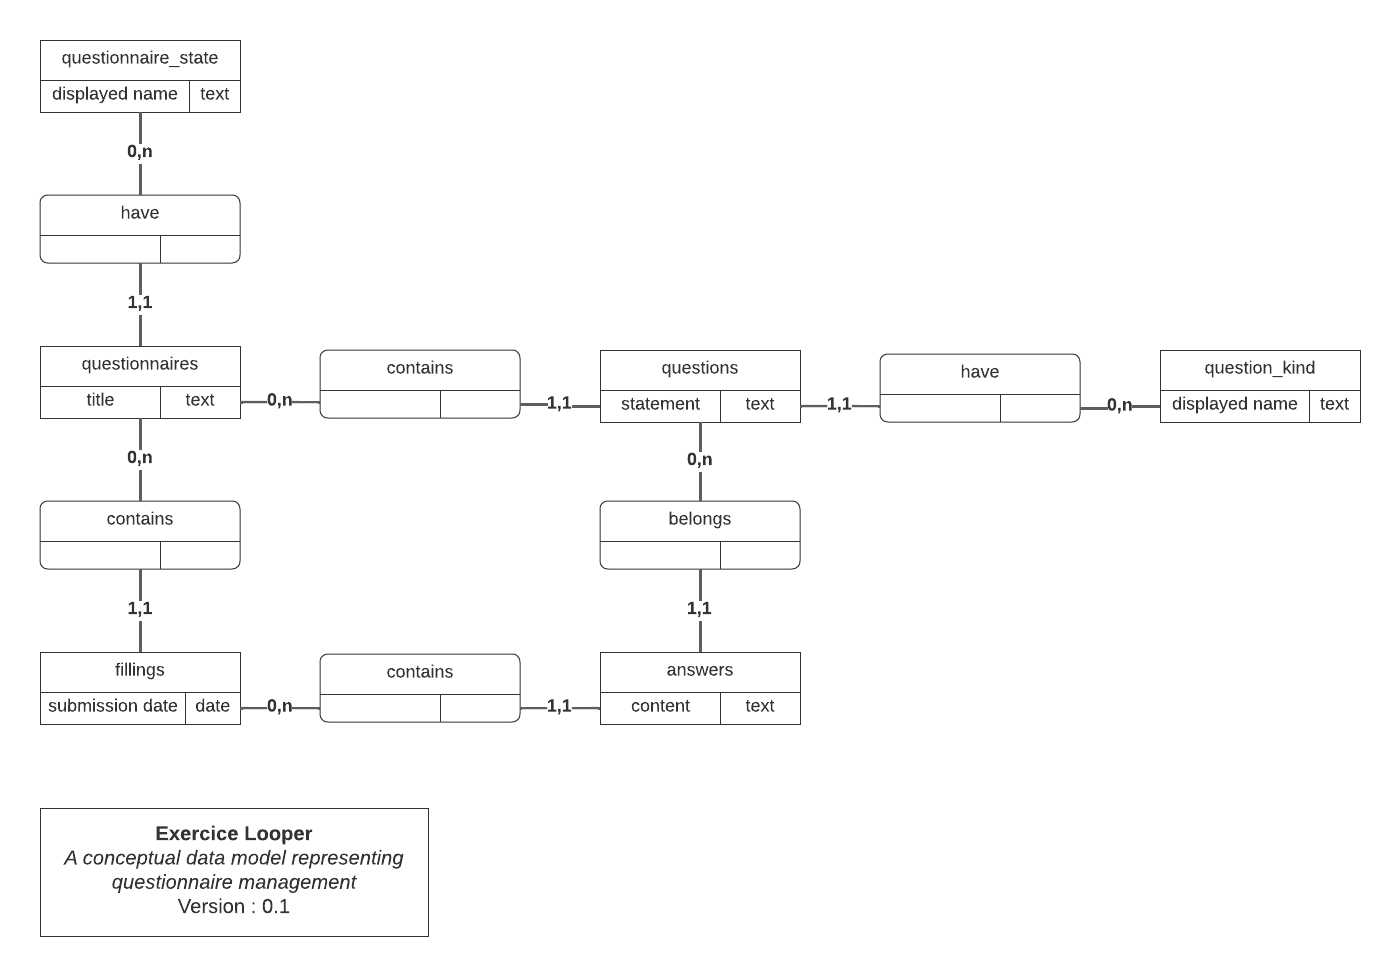 questionnaire_state
displayed name text
0,n
have
1,1
questionnaires
title text
0,n
contains
1,1
questions
statement text
1,1
have
0,n
question_kind
displayed name text
0,n
contains
1,1
0,n
belongs
1,1
fillings
submission date date
0,n
contains
1,1
answers
content text
Exercice Looper
A conceptual data model representing
questionnaire management
Version : 0.1